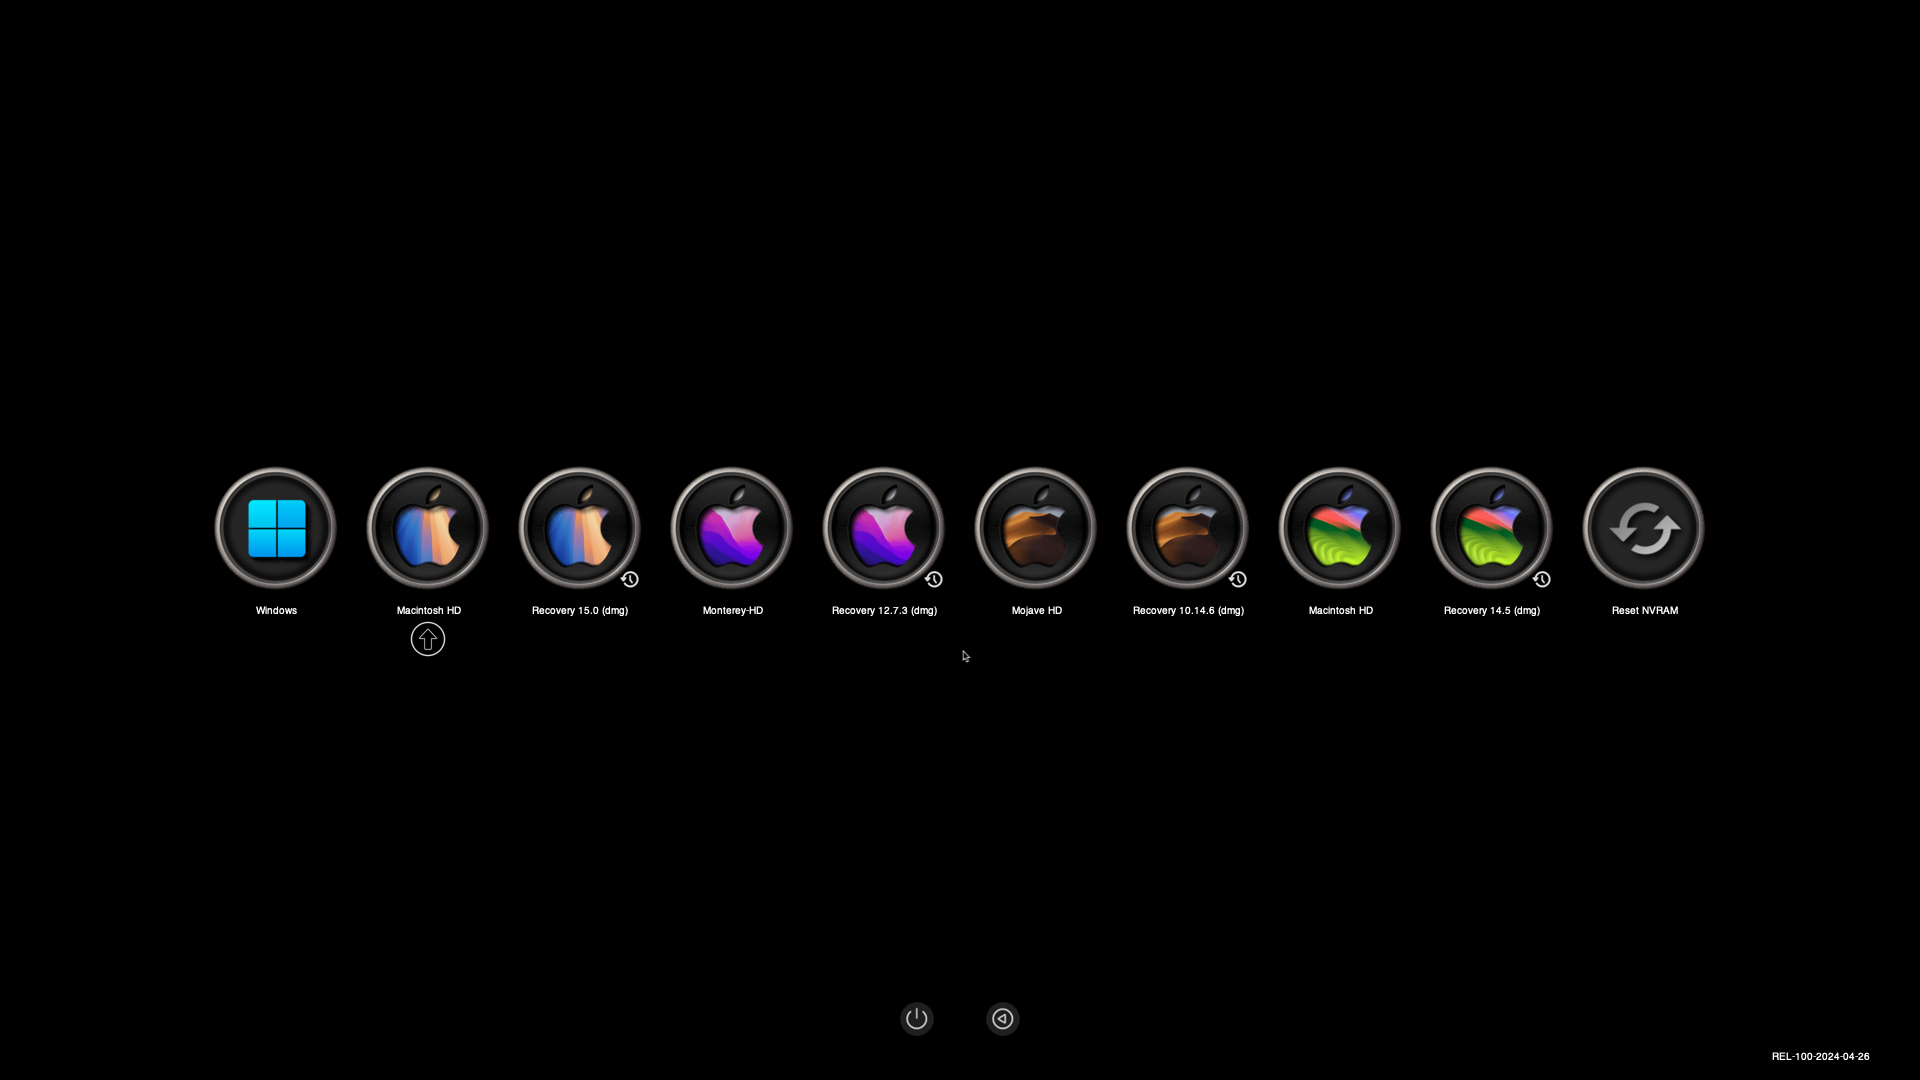 Windows
Macintosh HD
Recovery 15.0 (dmg)
Monterey-HD
Recovery 12.7.3 (dmg)
Mojave HD
Recovery 10.14.6 (dmg)
Macintosh HD
Recovery 14.5 (dmg)
Reset NVRAM
REL-100-2024-04-26